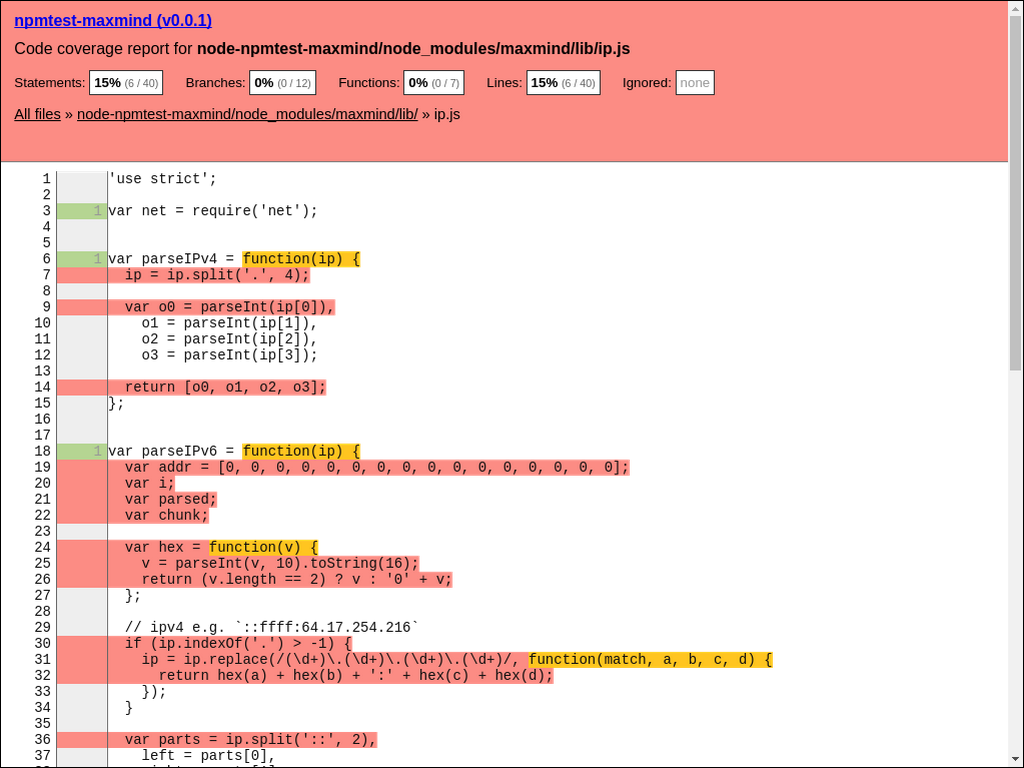 npmtest-maxmind (v0.0.1)
Code coverage report for node-npmtest-maxmind/node_modules/maxmind/lib/ip.js
Statements: 15% (6 / 40) Branches: 0% (0 / 12) Functions: 0% (0 / 7) Lines: 15% (6 / 40) Ignored: none
All files » node-npmtest-maxmind/node_modules/maxmind/lib/ » ip.js
1 'use strict';
2
3 1 var net = require('net');
4
5
6 1 var parseIPv4 = function(ip) {
7 ip = ip.split('.', 4);
8
9 var o0 = parseInt(ip[0]),
10 o1 = parseInt(ip[1]),
11 o2 = parseInt(ip[2]),
12 o3 = parseInt(ip[3]);
13
14 return [o0, o1, o2, o3];
15 };
16
17
18 1 var parseIPv6 = function(ip) {
19 var addr = [0, 0, 0, 0, 0, 0, 0, 0, 0, 0, 0, 0, 0, 0, 0, 0];
20 var i;
21 var parsed;
22 var chunk;
23
24 var hex = function(v) {
25 v = parseInt(v, 10).toString(16);
26 return (v.length == 2) ? v : '0' + v;
27 };
28
29 // ipv4 e.g. `::ffff:64.17.254.216`
30 if (ip.indexOf('.') > -1) {
31 ip = ip.replace(/(\d+)\.(\d+)\.(\d+)\.(\d+)/, function(match, a, b, c, d) {
32 return hex(a) + hex(b) + ':' + hex(c) + hex(d);
33 });
34 }
35
36 var parts = ip.split('::', 2),
37 left = parts[0],